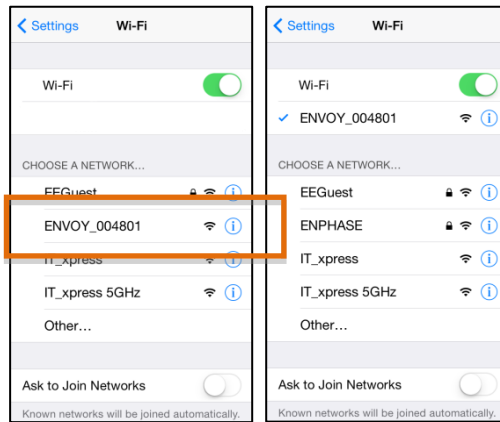 Settings Wi-Fi
Wi-Fi
CHOOSE A NETWORK...
EEGuest
ENVOY_004801
IT_xpress
IT_xpress 5GHz
Other...
Ask to Join Networks
Known networks will be joined automatically.
Settings Wi-Fi
Wi-Fi
ENVOY_004801
CHOOSE A NETWORK...
EEGuest
ENPHASE
IT_xpress
IT_xpress 5GHz
Other...
Ask to Join Networks
Known networks will be joined automatically.